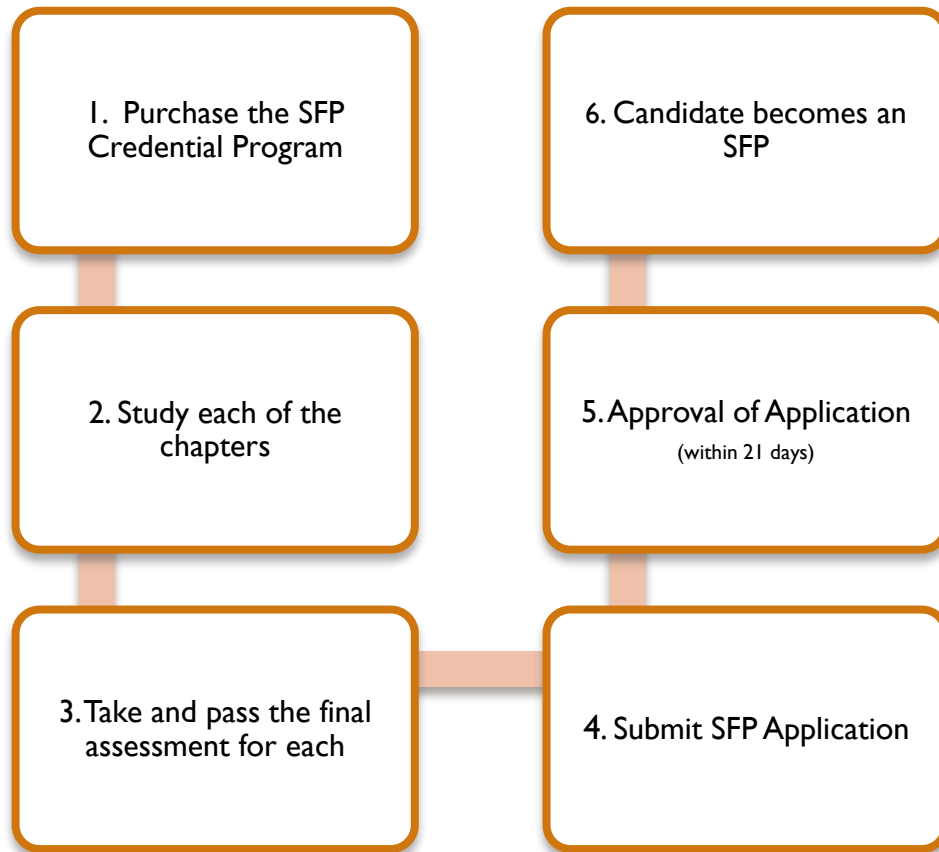 1. Purchase the SFP
Credential Program
2. Study each of the
chapters
3. Take and pass the final
assessment for each
4. Submit SFP Application
5. Approval of Application
(within 21 days)
6. Candidate becomes an
SFP